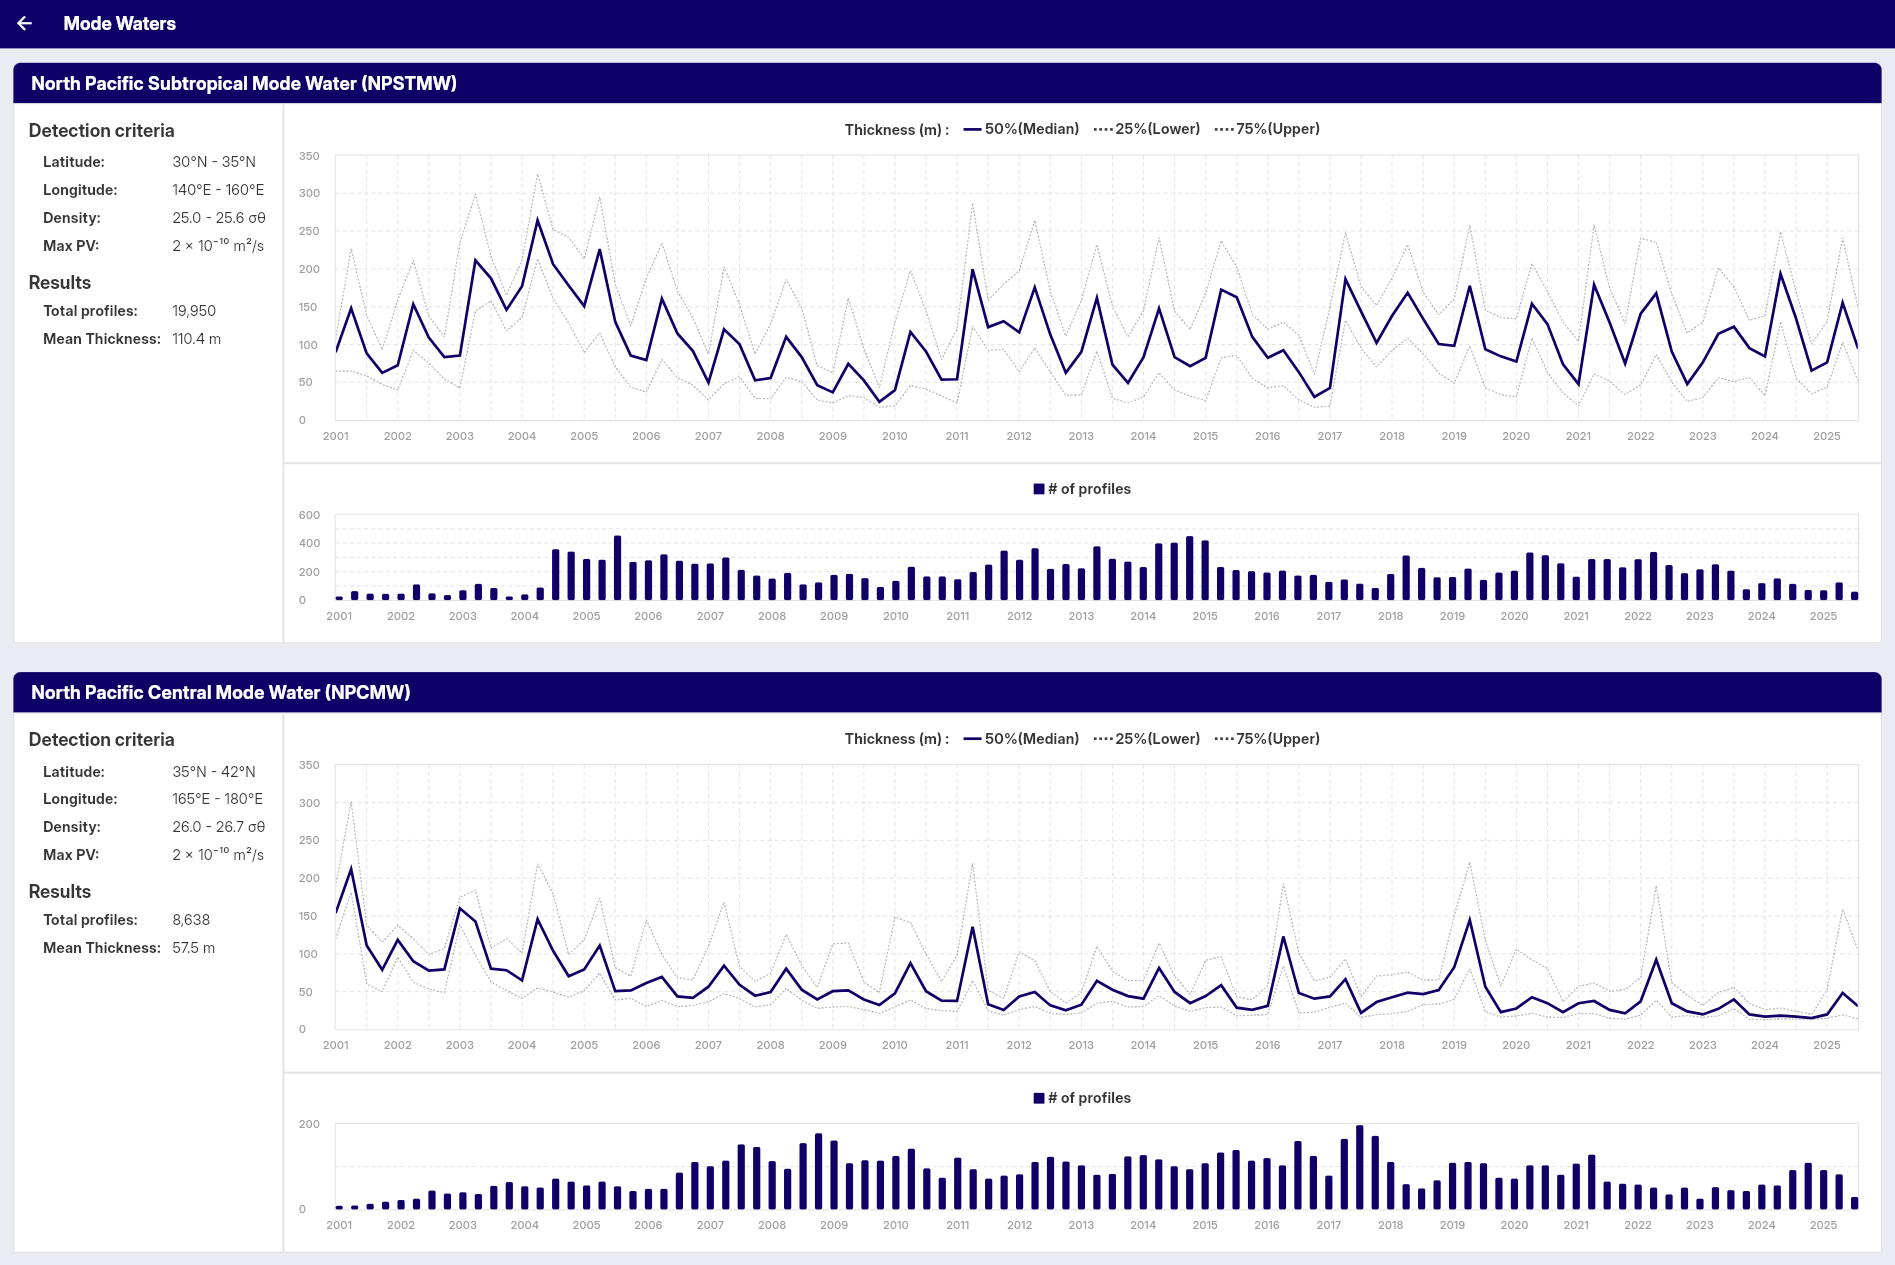 Mode Waters
North Pacific Subtropical Mode Water (NPSTMW)
Detection criteria
Latitude: 30°N - 35°N
Longitude: 140°E - 160°E
Density: 25.0 - 25.6 σθ
Max PV: 2 × 10⁻¹⁰ m²/s
Results
Total profiles: 19,950
Mean Thickness: 110.4 m
Thickness (m) : 50%(Median) 25%(Lower) 75%(Upper)
350
300
250
200
150
100
50
0
2001 2002 2003 2004 2005 2006 2007 2008 2009 2010 2011 2012 2013 2014 2015 2016 2017 2018 2019 2020 2021 2022 2023 2024 2025
# of profiles
600
400
200
0
2001 2002 2003 2004 2005 2006 2007 2008 2009 2010 2011 2012 2013 2014 2015 2016 2017 2018 2019 2020 2021 2022 2023 2024 2025
North Pacific Central Mode Water (NPCMW)
Detection criteria
Latitude: 35°N - 42°N
Longitude: 165°E - 180°E
Density: 26.0 - 26.7 σθ
Max PV: 2 × 10⁻¹⁰ m²/s
Results
Total profiles: 8,638
Mean Thickness: 57.5 m
Thickness (m) : 50%(Median) 25%(Lower) 75%(Upper)
350
300
250
200
150
100
50
0
2001 2002 2003 2004 2005 2006 2007 2008 2009 2010 2011 2012 2013 2014 2015 2016 2017 2018 2019 2020 2021 2022 2023 2024 2025
# of profiles
200
0
2001 2002 2003 2004 2005 2006 2007 2008 2009 2010 2011 2012 2013 2014 2015 2016 2017 2018 2019 2020 2021 2022 2023 2024 2025